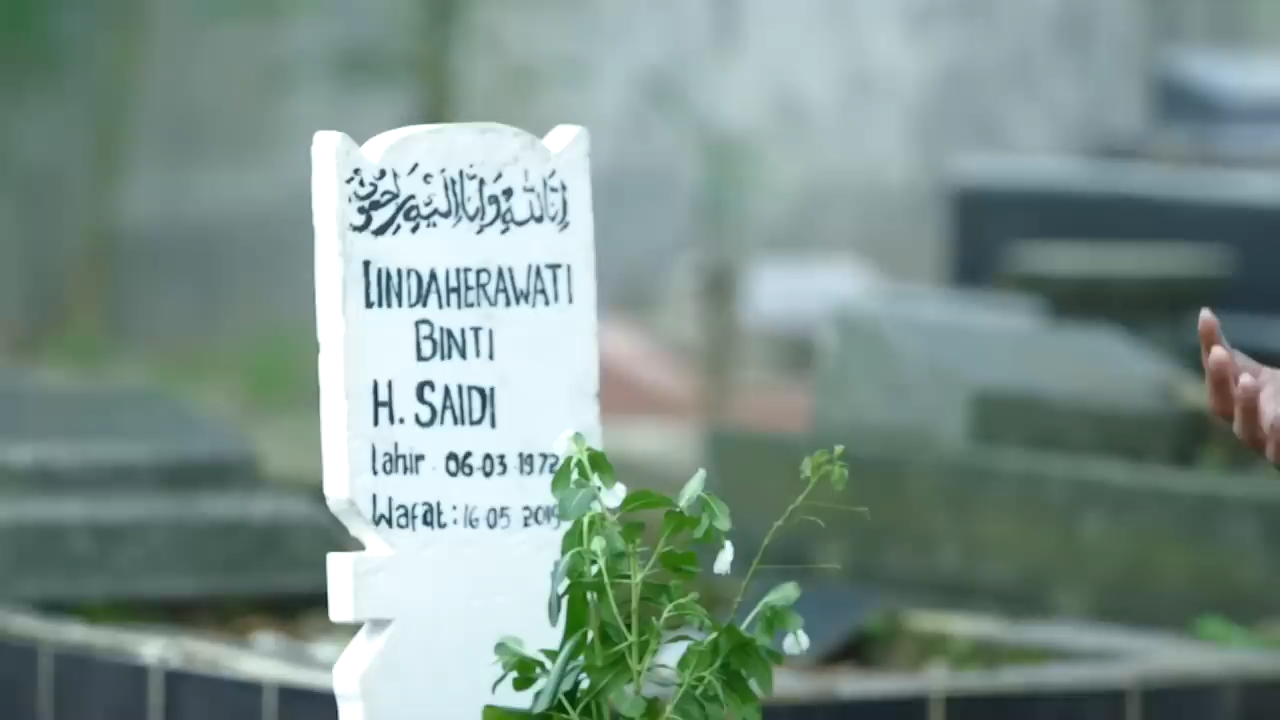 إنا لله وإنا إليه راجعون
LINDAHERAWATI
BINTI
H. SAIDI
Lahir 06-03 1972
Wafat: 16 05 2019